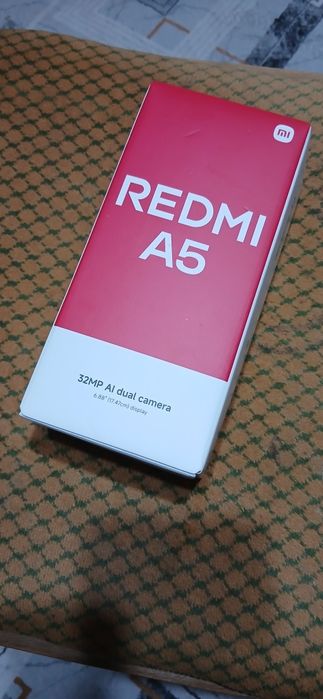 mi
REDMI
A5
32MP AI dual camera
6.88" (17.47cm) display